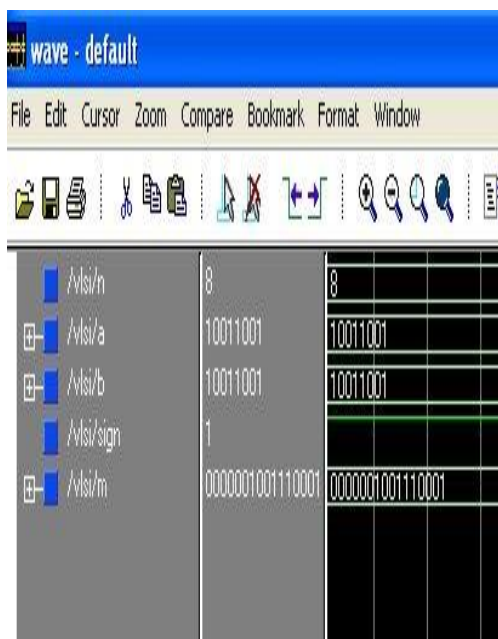 wave - default
File Edit Cursor Zoom Compare Bookmark Format Window
/vlsi/n 8 8
/vlsi/a 10011001 10011001
/vlsi/b 10011001 10011001
/vlsi/sign 1
/vlsi/m 0000001001110001 0000001001110001